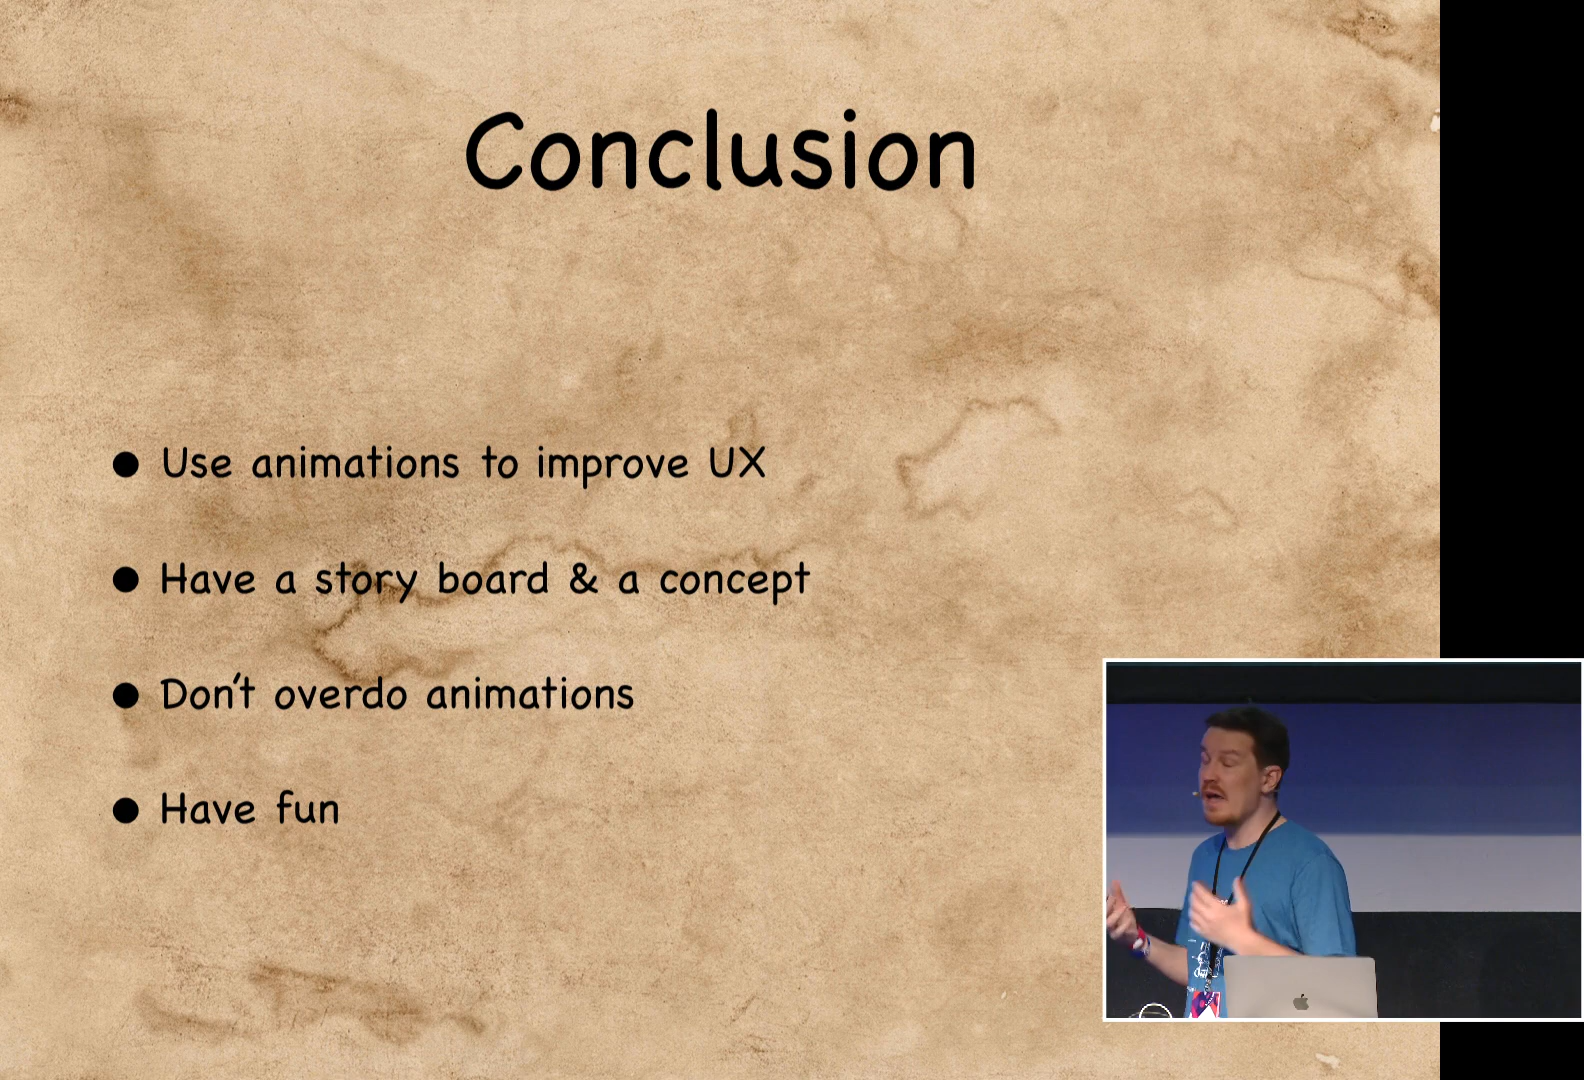 Conclusion
● Use animations to improve UX
● Have a story board & a concept
● Don't overdo animations
● Have fun